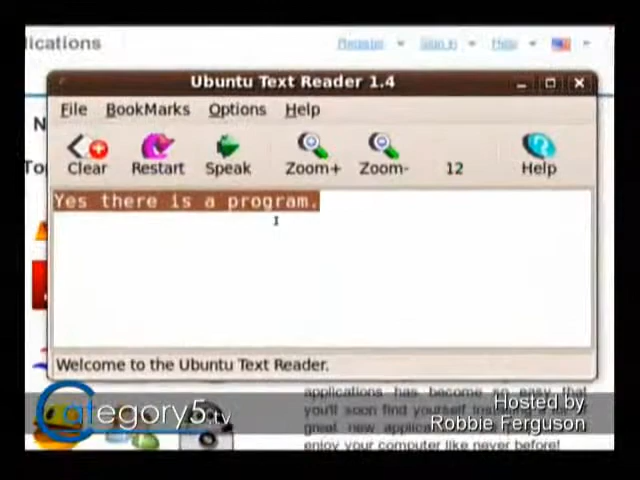 ications
Register
Sign in
Help
Ubuntu Text Reader 1.4
File BookMarks Options Help
Clear Restart Speak Zoom+ Zoom- 12 Help
Yes there is a program.
Welcome to the Ubuntu Text Reader.
Category5.tv
Hosted by
Robbie Ferguson
applications has become so easy that
you'll soon find yourself
great new
enjoy your computer like never before!